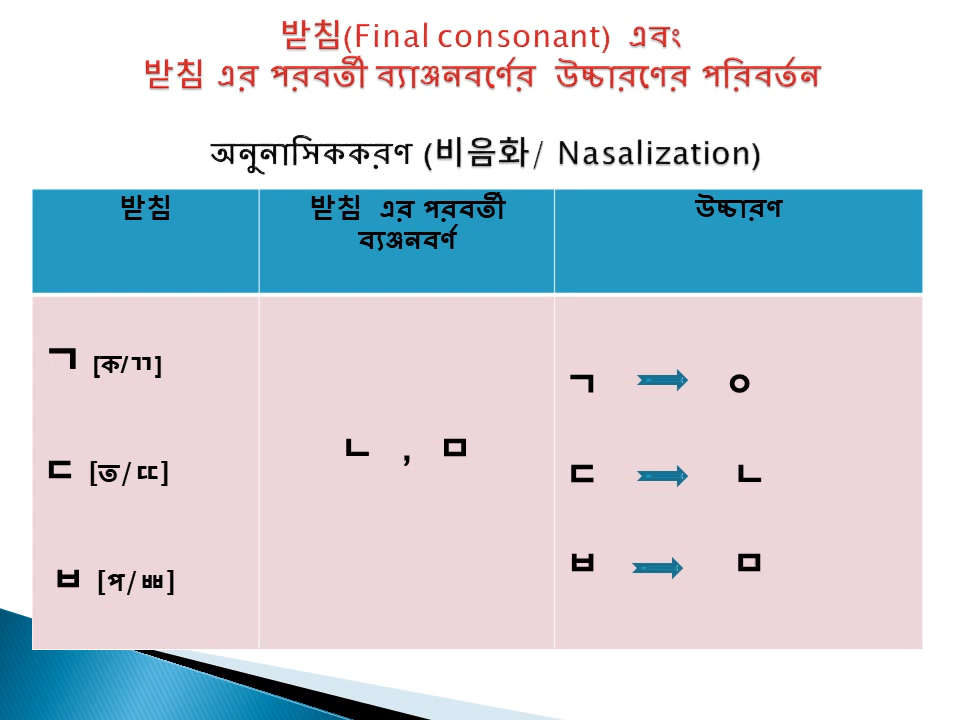 받침(Final consonant) এবং
받침 এর পরবর্তী ব্যাঞ্জনবর্ণের উচ্চারণের পরিবর্তন
অনুনাসিককরণ (비음화/ Nasalization)
받침
받침 এর পরবর্তী
ব্যঞ্জনবর্ণ
উচ্চারণ
ㄱ [ক/ㄲ]
ㄷ [ত/ㄸ]
ㅂ [প/ㅃ]
ㄴ , ㅁ
ㄱ ㅇ
ㄷ ㄴ
ㅂ ㅁ